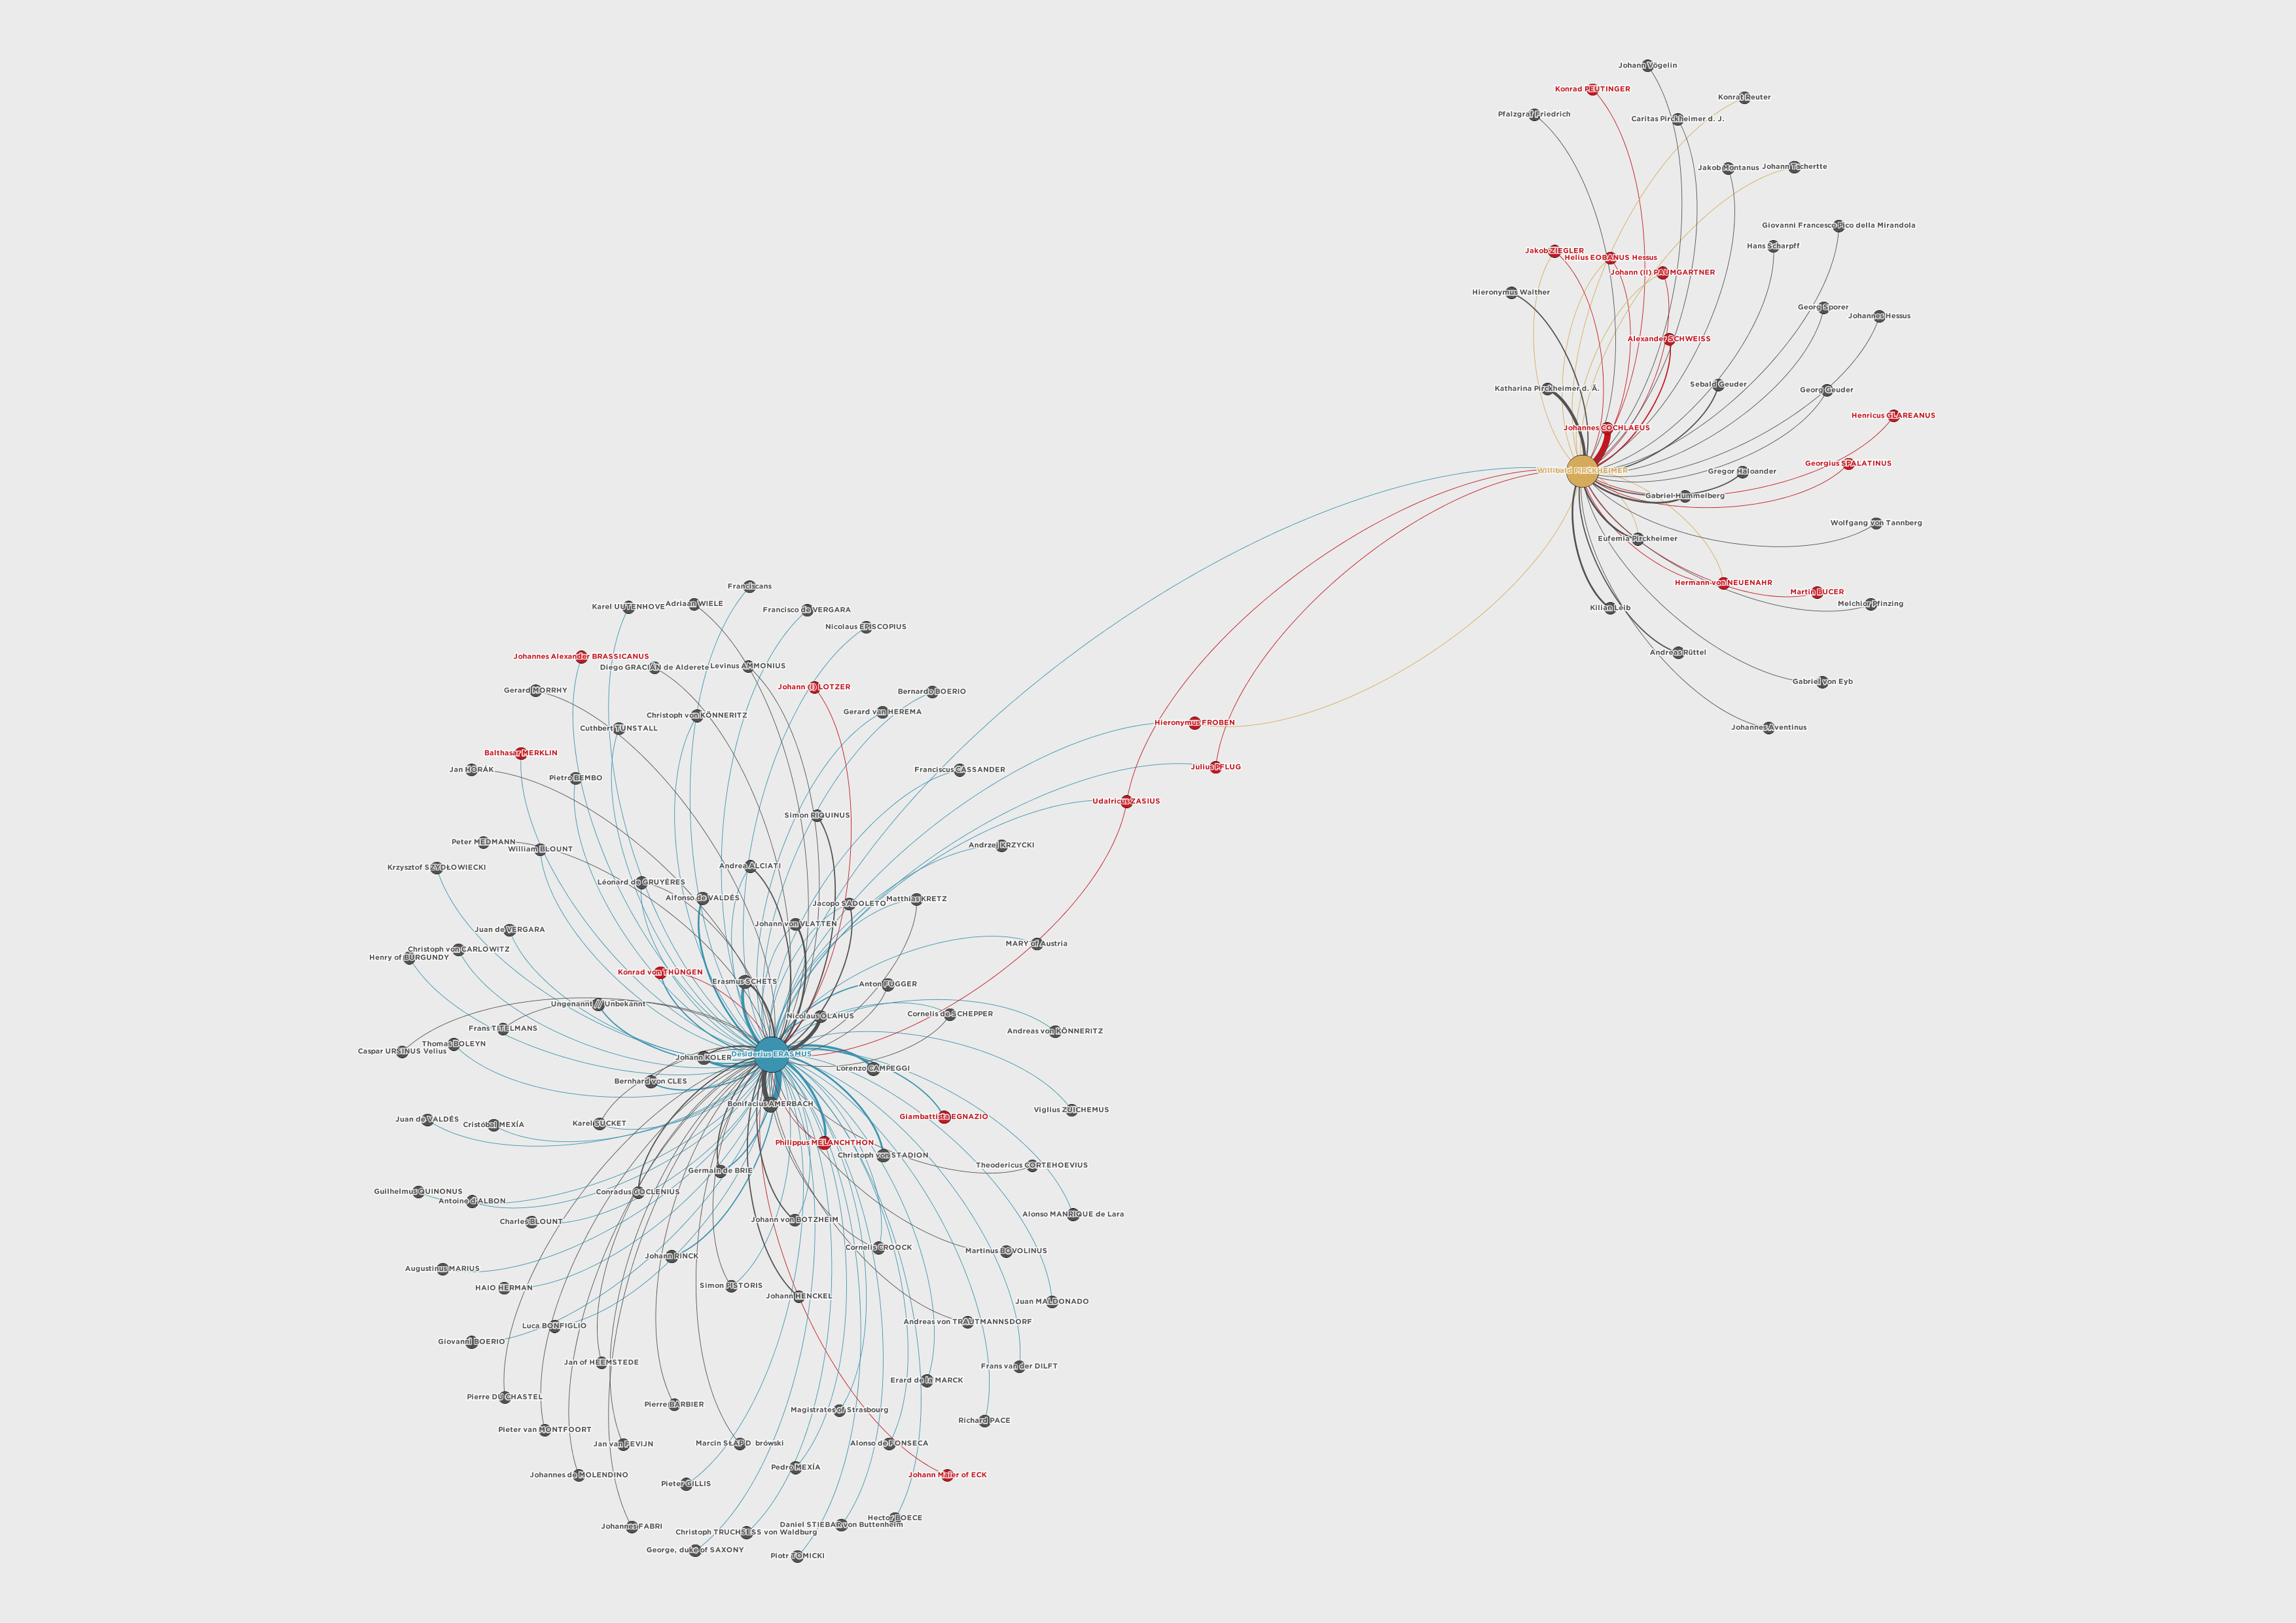 Johann Vögelin
Konrad PEUTINGER
Konrat Reuter
Pfalzgraf Friedrich
Caritas Pirckheimer d. J.
Jakob Montanus
Johann Tschertte
Giovanni Francesco Pico della Mirandola
Hans Scharpff
Jakob ZIEGLER
Helius EOBANUS Hessus
Johann (II) PAUMGARTNER
Hieronymus Walther
Georg Sporer
Johannes Hessus
Alexander SCHWEISS
Katharina Pirckheimer d. Ä.
Sebald Geuder
Georg Geuder
Henricus GLAREANUS
Johannes COCHLAEUS
Georgius SPALATINUS
Willibald PIRCKHEIMER
Gregor Haloander
Gabriel Hummelberg
Wolfgang von Tannberg
Eufemia Pirckheimer
Hermann von NEUENAHR
Martin BUCER
Melchior Pfinzing
Kilian Leib
Andreas Rüttel
Gabriel von Eyb
Johannes Aventinus
Franciscans
Karel UUTENHOVE
Adriaan WIELE
Francisco de VERGARA
Nicolaus EPISCOPIUS
Johannes Alexander BRASSICANUS
Diego GRACIÁN de Alderete
Levinus AMMONIUS
Johann (I) LOTZER
Gerard MORRHY
Bernardo BOERIO
Christoph von KÖNNERITZ
Gerard van HEREMA
Cuthbert TUNSTALL
Hieronymus FROBEN
Balthasar MERKLIN
Jan HORÁK
Pietro BEMBO
Franciscus CASSANDER
Julius PFLUG
Udalricus ZASIUS
Simon RIQUINUS
Peter MEDMANN
William BLOUNT
Andrzej KRZYCKI
Krzysztof SZYDŁOWIECKI
Andrea ALCIATI
Léonard de GRUYÈRES
Alfonso de VALDÉS
Jacopo SADOLETO
Matthias KRETZ
Johann von VLATTEN
Juan de VERGARA
Christoph von CARLOWITZ
Henry of BURGUNDY
MARY of Austria
Konrad von THÜNGEN
Erasmus SCHETS
Anton FUGGER
Ungenannt // Unbekannt
Nicolaus OLAHUS
Cornelis de SCHEPPER
Frans TITELMANS
Andreas von KÖNNERITZ
Thomas BOLEYN
Caspar URSINUS Velius
Johann KOLER
Desiderius ERASMUS
Lorenzo CAMPEGGI
Bernhard von CLES
Bonifacius AMERBACH
Viglius ZUICHEMUS
Giambattista EGNAZIO
Juan de VALDÉS
Cristóbal MEXÍA
Karel SUCKET
Philippus MELANCHTHON
Christoph von STADION
Theodericus CORTEHOEVIUS
Germain de BRIE
Guilhelmus QUINONUS
Antoine d'ALBON
Conradus GOCLENIUS
Charles BLOUNT
Johann von BOTZHEIM
Alonso MANRIQUE de Lara
Cornelis CROOCK
Martinus BOVOLINUS
Johann RINCK
Augustinus MARIUS
HAIO HERMAN
Simon PISTORIS
Johann HENCKEL
Juan MALDONADO
Luca BONFIGLIO
Andreas von TRAUTMANNSDORF
Giovanni BOERIO
Jan of HEEMSTEDE
Frans van der DILFT
Erard de la MARCK
Pierre DU CHASTEL
Pierre BARBIER
Magistrates of Strasbourg
Richard PACE
Pieter van MONTFOORT
Jan van FEVIJN
Marcin SŁAP D brówski
Alonso de FONSECA
Pedro MEXÍA
Johannes de MOLENDINO
Johann Maier of ECK
Pieter GILLIS
Hector BOECE
Johannes FABRI
Daniel STIEBAR von Buttenheim
Christoph TRUCHSESS von Waldburg
George, duke of SAXONY
Piotr TOMICKI